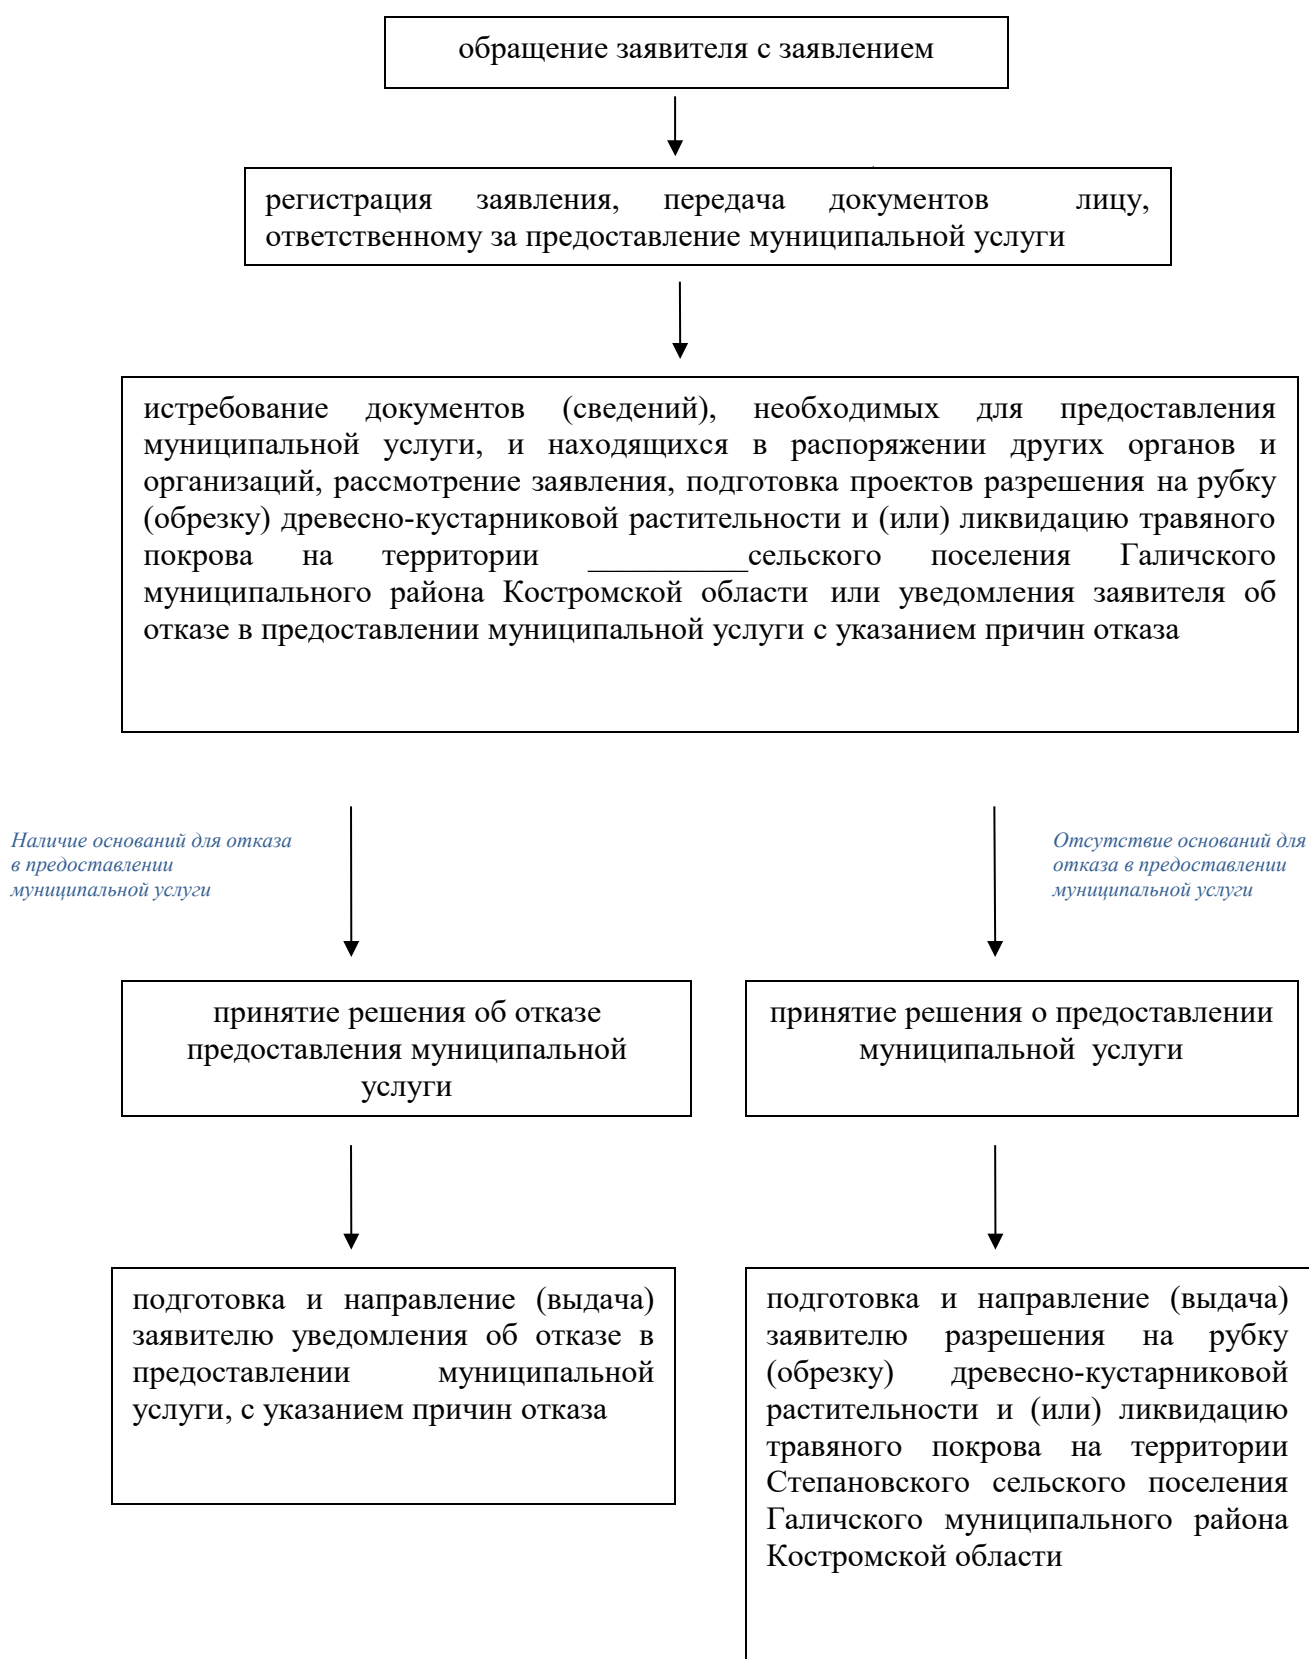 обращение заявителя с заявлением
регистрация заявления, передача документов лицу,
ответственному за предоставление муниципальной услуги
истребование документов (сведений), необходимых для предоставления
муниципальной услуги, и находящихся в распоряжении других органов и
организаций, рассмотрение заявления, подготовка проектов разрешения на рубку
(обрезку) древесно-кустарниковой растительности и (или) ликвидацию травяного
покрова на территории __________сельского поселения Галичского
муниципального района Костромской области или уведомления заявителя об
отказе в предоставлении муниципальной услуги с указанием причин отказа
Наличие оснований для отказа
в предоставлении
муниципальной услуги
Отсутствие оснований для
отказа в предоставлении
муниципальной услуги
принятие решения об отказе
предоставления муниципальной
услуги
принятие решения о предоставлении
муниципальной услуги
подготовка и направление (выдача)
заявителю уведомления об отказе в
предоставлении муниципальной
услуги, с указанием причин отказа
подготовка и направление (выдача)
заявителю разрешения на рубку
(обрезку) древесно-кустарниковой
растительности и (или) ликвидацию
травяного покрова на территории
Степановского сельского поселения
Галичского муниципального района
Костромской области